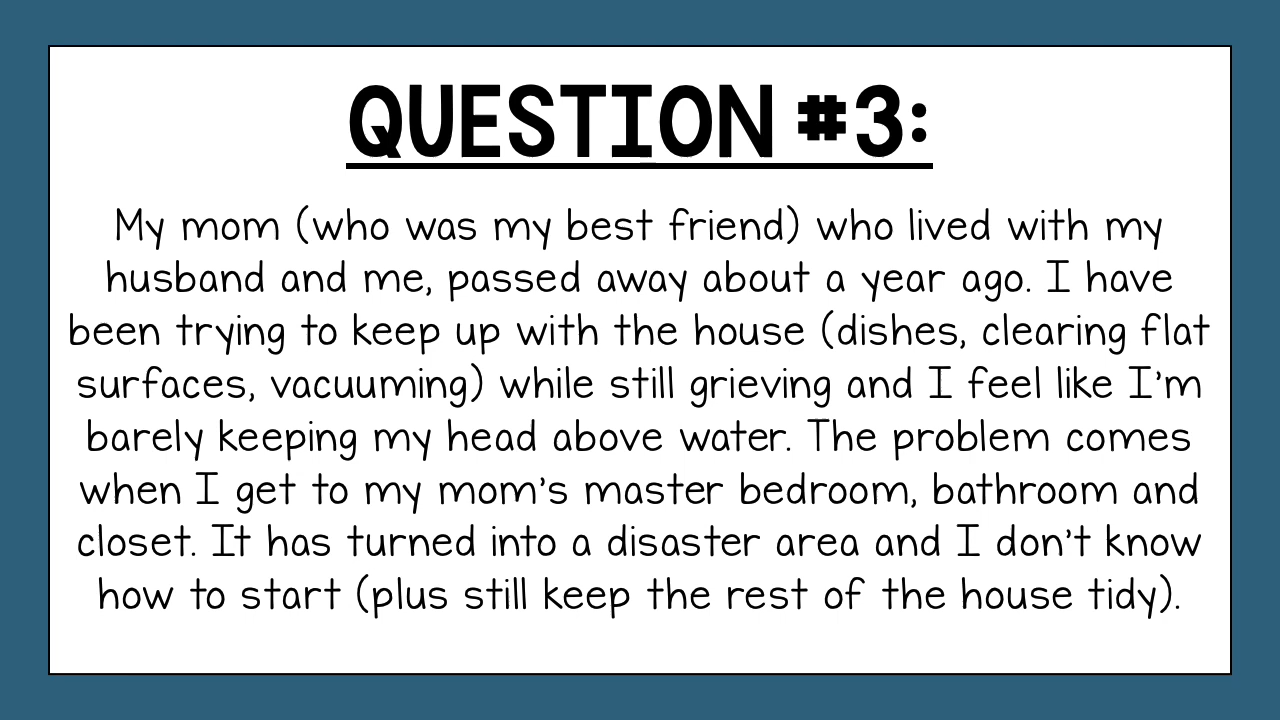 QUESTION #3:
My mom (who was my best friend) who lived with my
husband and me, passed away about a year ago. I have
been trying to keep up with the house (dishes, clearing flat
surfaces, vacuuming) while still grieving and I feel like I'm
barely keeping my head above water. The problem comes
when I get to my mom's master bedroom, bathroom and
closet. It has turned into a disaster area and I don't know
how to start (plus still keep the rest of the house tidy).